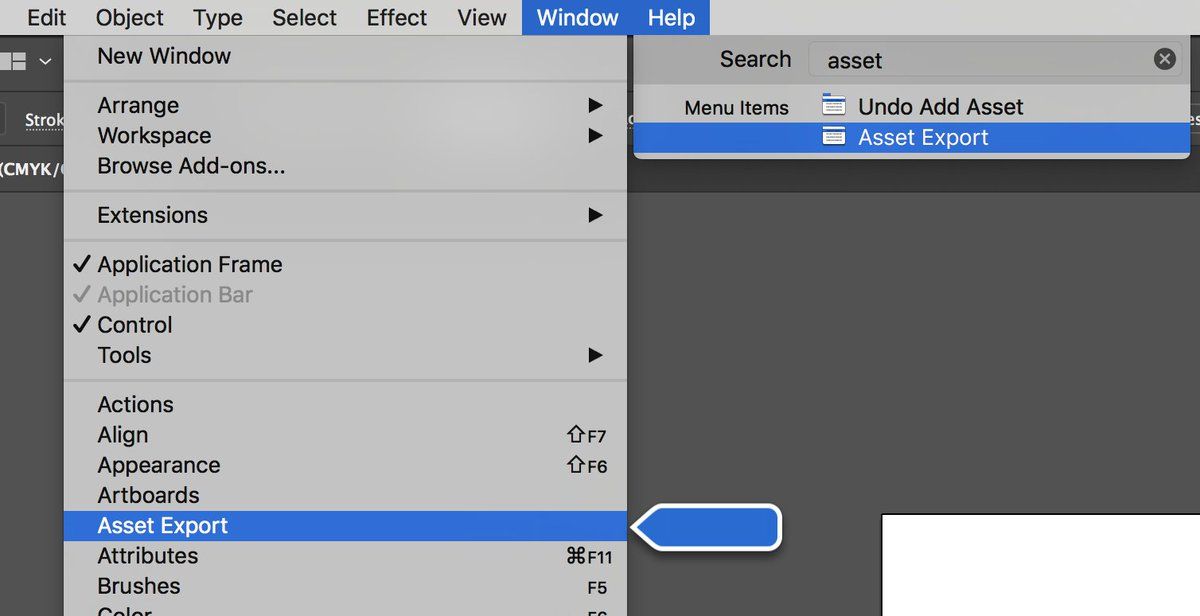 Edit Object Type Select Effect View Window Help
New Window
Arrange
Workspace
Browse Add-ons...
Extensions
✓ Application Frame
✓ Application Bar
✓ Control
Tools
Actions
Align ⇧F7
Appearance ⇧F6
Artboards
Asset Export
Attributes ⌘F11
Brushes F5
Color F6
Search asset
Menu Items Undo Add Asset
Asset Export
Strok
(CMYK/